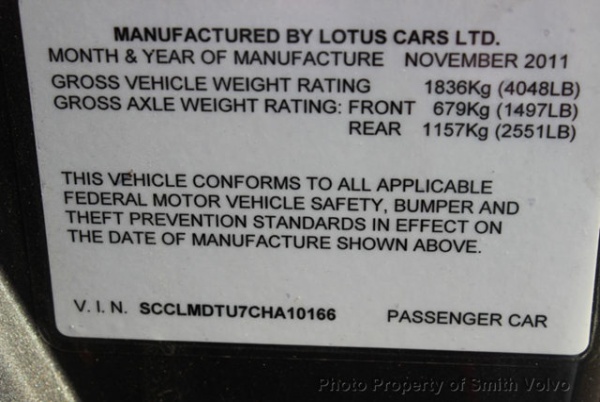 MANUFACTURED BY LOTUS CARS LTD.
MONTH & YEAR OF MANUFACTURE NOVEMBER 2011
GROSS VEHICLE WEIGHT RATING 1836Kg (4048LB)
GROSS AXLE WEIGHT RATING: FRONT 679Kg (1497LB)
REAR 1157Kg (2551LB)
THIS VEHICLE CONFORMS TO ALL APPLICABLE
FEDERAL MOTOR VEHICLE SAFETY, BUMPER AND
THEFT PREVENTION STANDARDS IN EFFECT ON
THE DATE OF MANUFACTURE SHOWN ABOVE.
V. I. N. SCCLMDTU7CHA10166 PASSENGER CAR
Photo Property of Smith Volvo